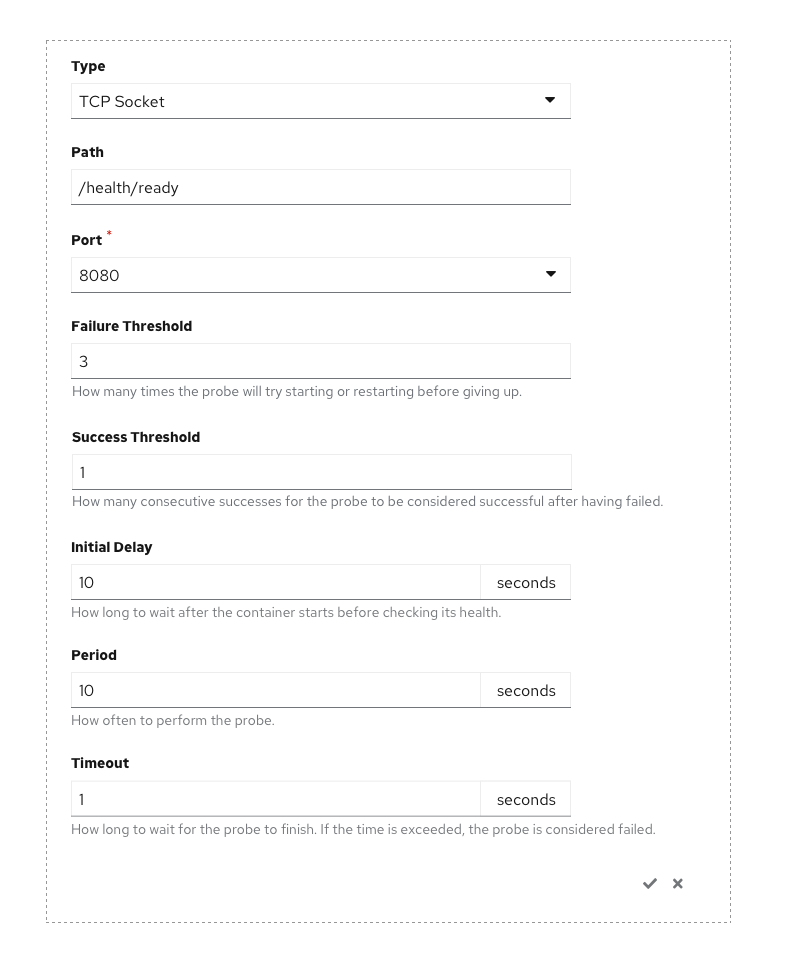 Type
TCP Socket
Path
/health/ready
Port *
8080
Failure Threshold
3
How many times the probe will try starting or restarting before giving up.
Success Threshold
1
How many consecutive successes for the probe to be considered successful after having failed.
Initial Delay
10 seconds
How long to wait after the container starts before checking its health.
Period
10 seconds
How often to perform the probe.
Timeout
1 seconds
How long to wait for the probe to finish. If the time is exceeded, the probe is considered failed.